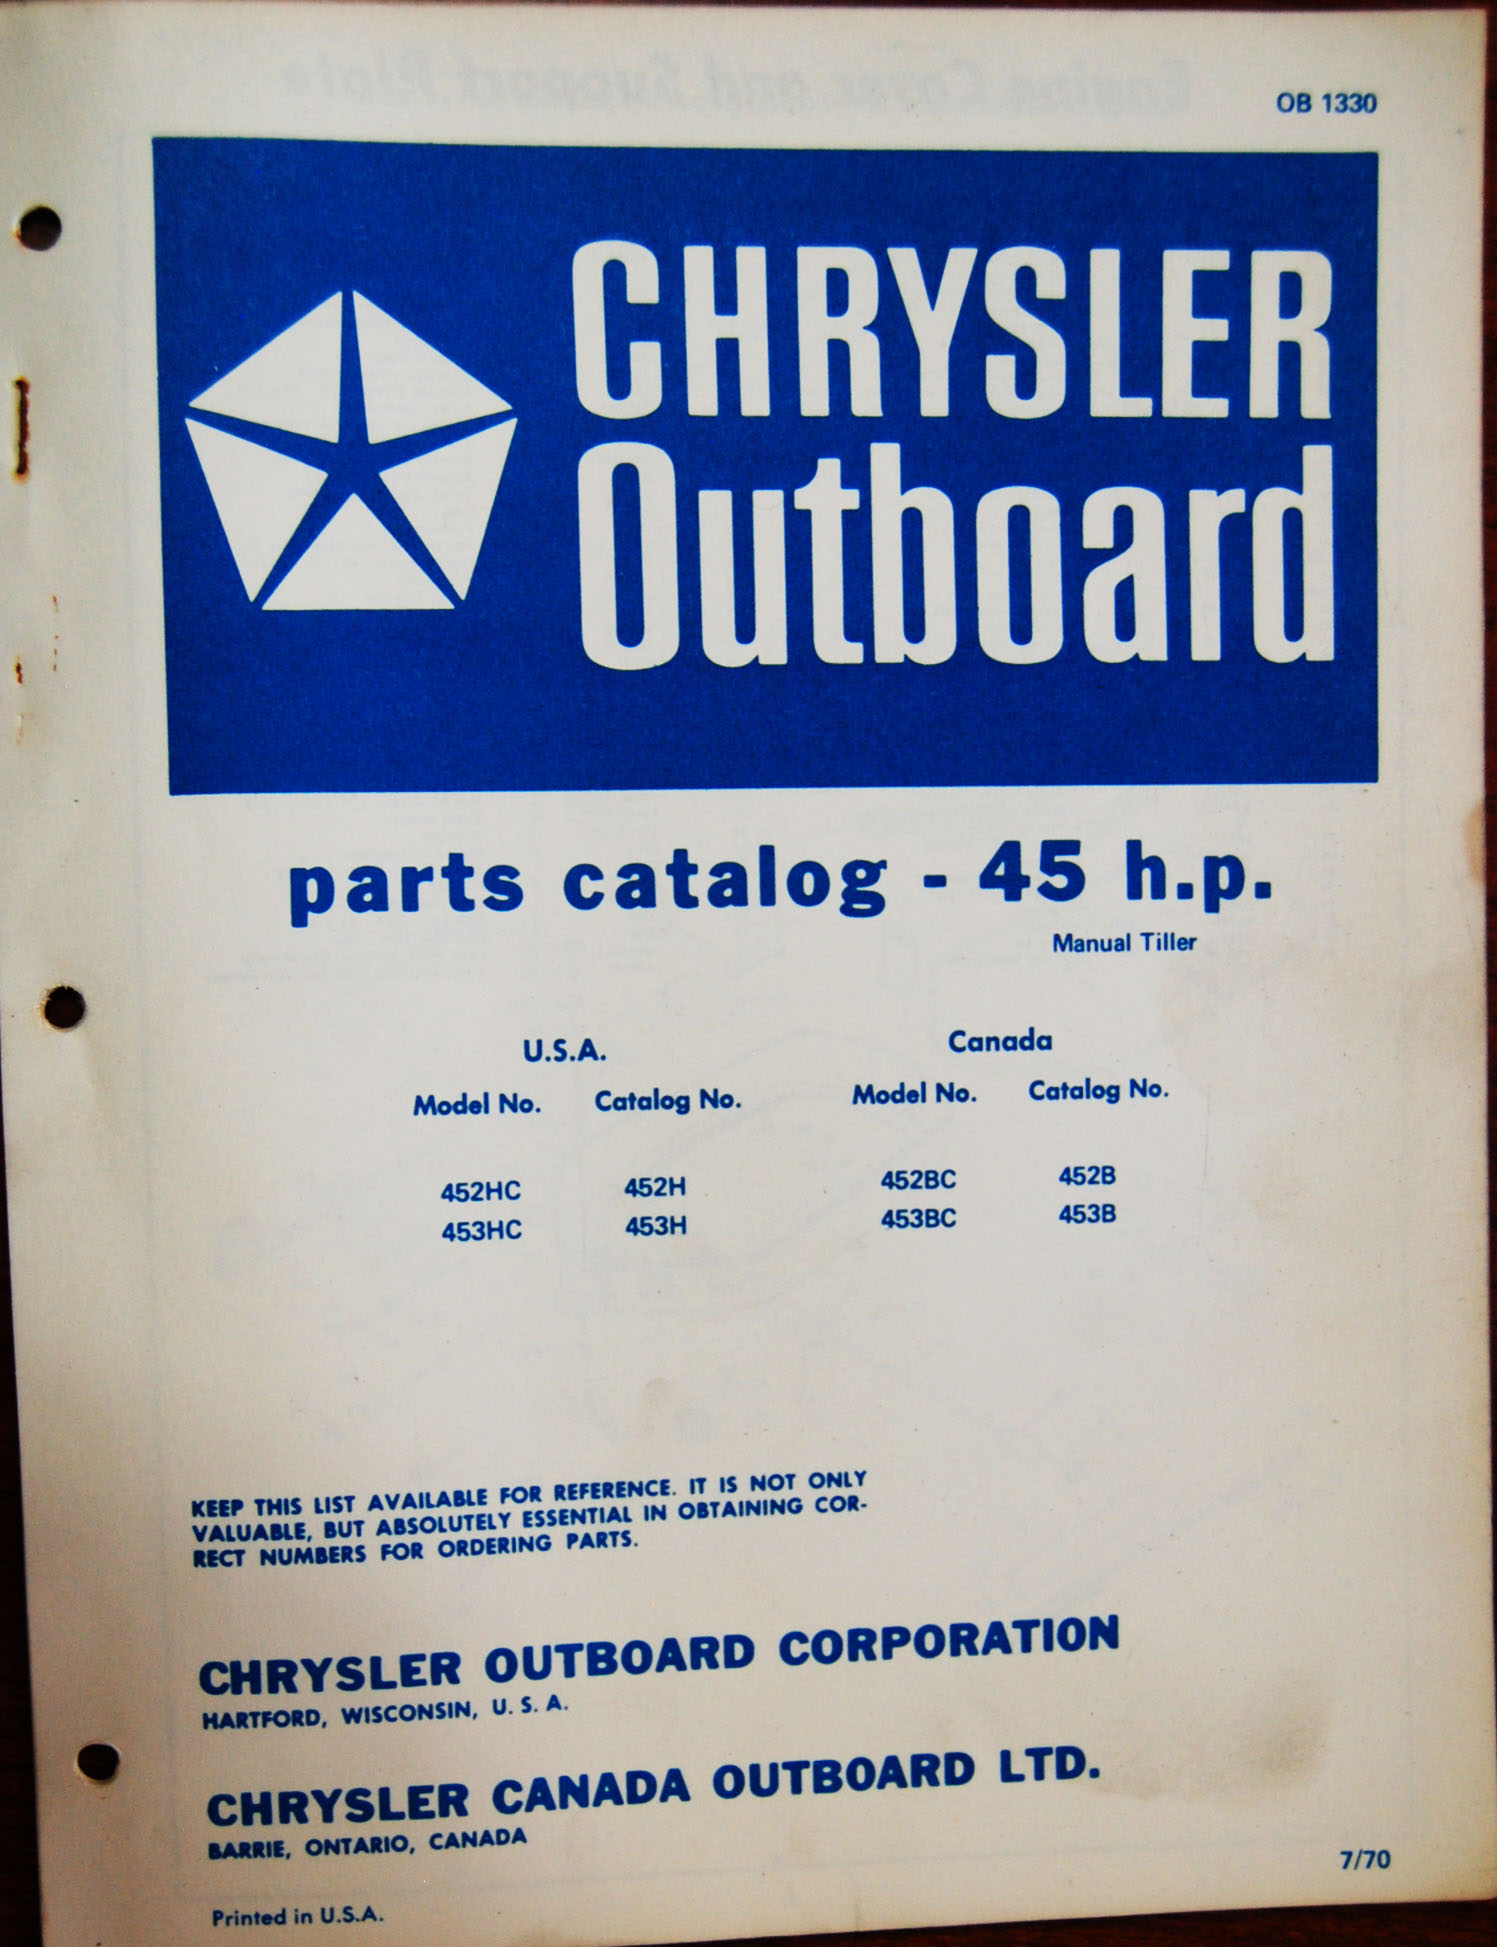 OB 1330
CHRYSLER
Outboard
parts catalog - 45 h.p.
Manual Tiller
U.S.A. Canada
Model No. Catalog No. Model No. Catalog No.
452HC 452H 452BC 452B
453HC 453H 453BC 453B
KEEP THIS LIST AVAILABLE FOR REFERENCE. IT IS NOT ONLY
VALUABLE, BUT ABSOLUTELY ESSENTIAL IN OBTAINING COR-
RECT NUMBERS FOR ORDERING PARTS.
CHRYSLER OUTBOARD CORPORATION
HARTFORD, WISCONSIN, U. S. A.
CHRYSLER CANADA OUTBOARD LTD.
BARRIE, ONTARIO, CANADA
7/70
Printed in U.S.A.